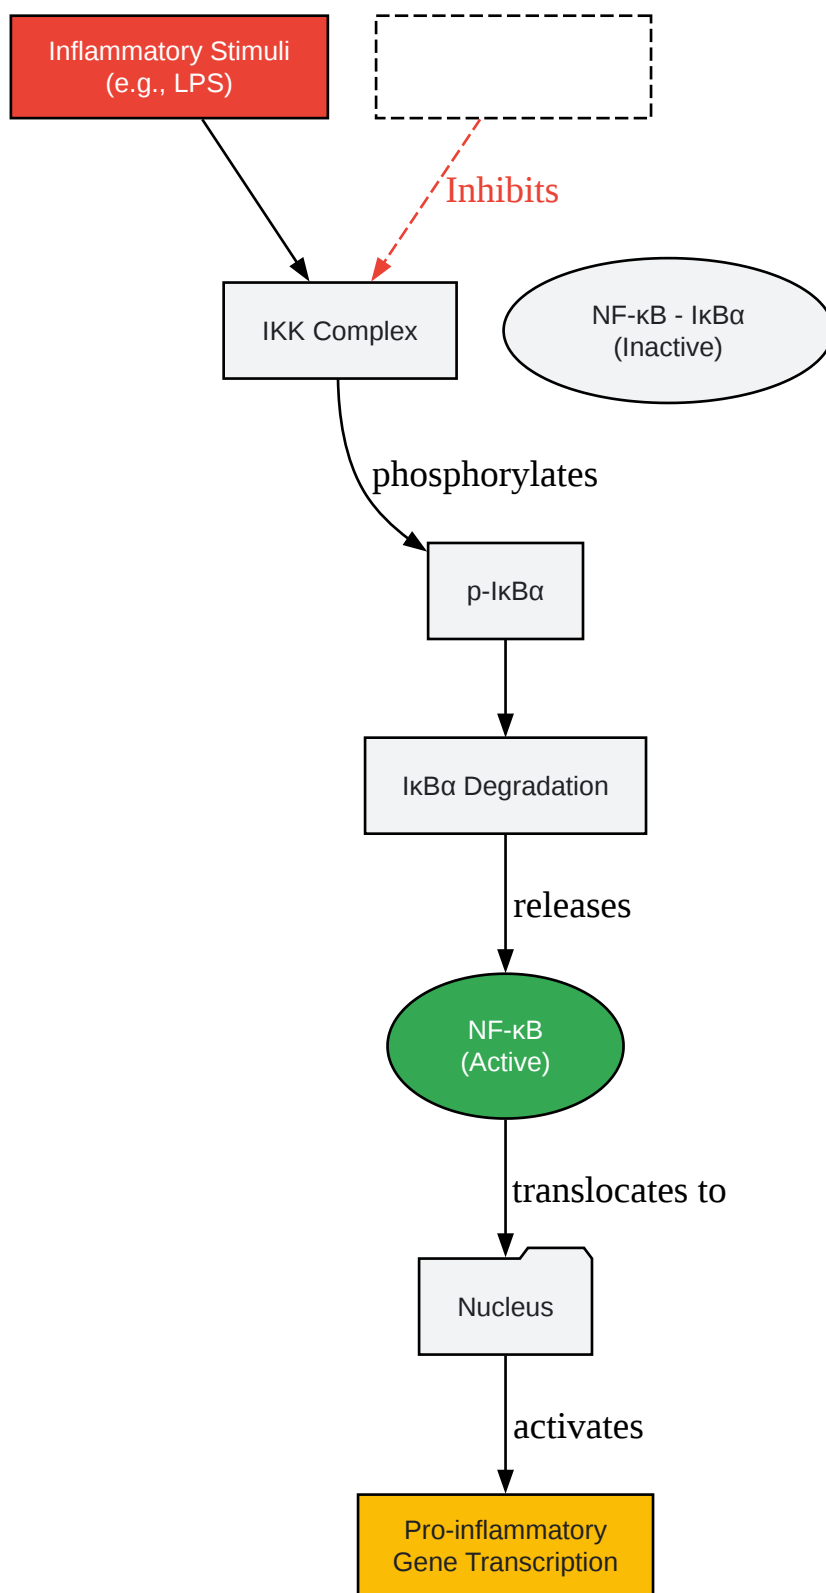 Inflammatory Stimuli
(e.g., LPS)
Inhibits
IKK Complex
NF-κB - IκBα
(Inactive)
phosphorylates
p-IκBα
IκBα Degradation
releases
NF-κB
(Active)
translocates to
Nucleus
activates
Pro-inflammatory
Gene Transcription